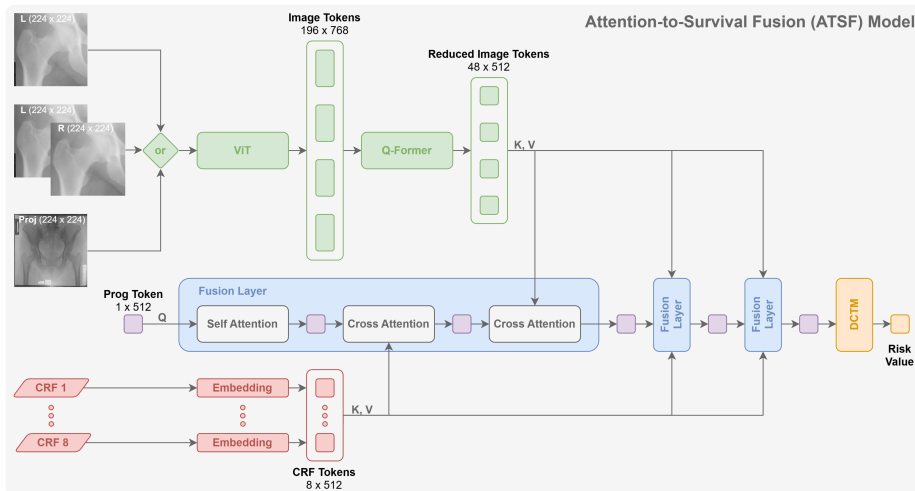 Attention-to-Survival Fusion (ATSF) Model
L (224 x 224)
L (224 x 224)
R (224 x 224)
Proj (224 x 224)
or
ViT
Image Tokens
196 x 768
Q-Former
Reduced Image Tokens
48 x 512
K, V
Prog Token
1 x 512
Q
Fusion Layer
Self Attention
Cross Attention
Cross Attention
Fusion
Layer
Fusion
Layer
DCTM
Risk
Value
CRF 1
Embedding
CRF 8
Embedding
K, V
CRF Tokens
8 x 512